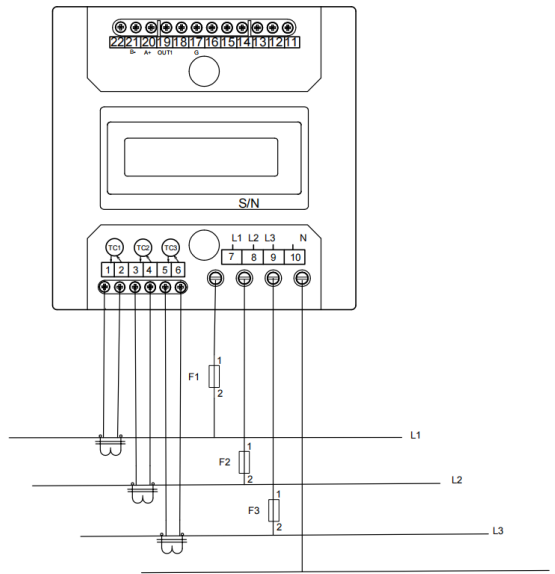 22 21 20 19 18 17 16 15 14 13 12 11
B- A+ OUT1 G
S/N
TC1 TC2 TC3
L1 L2 L3 N
1 2 3 4 5 6
7 8 9 10
1
F1
2
L1
1
F2
2
L2
1
F3
2
L3